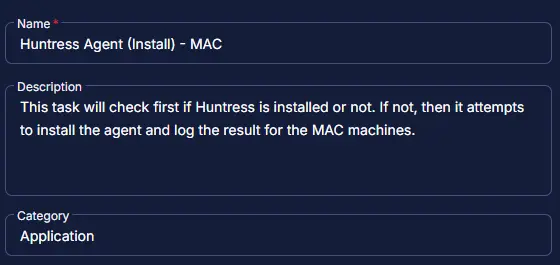 Name *
Huntress Agent (Install) - MAC
Description
This task will check first if Huntress is installed or not. If not, then it attempts
to install the agent and log the result for the MAC machines.
Category
Application